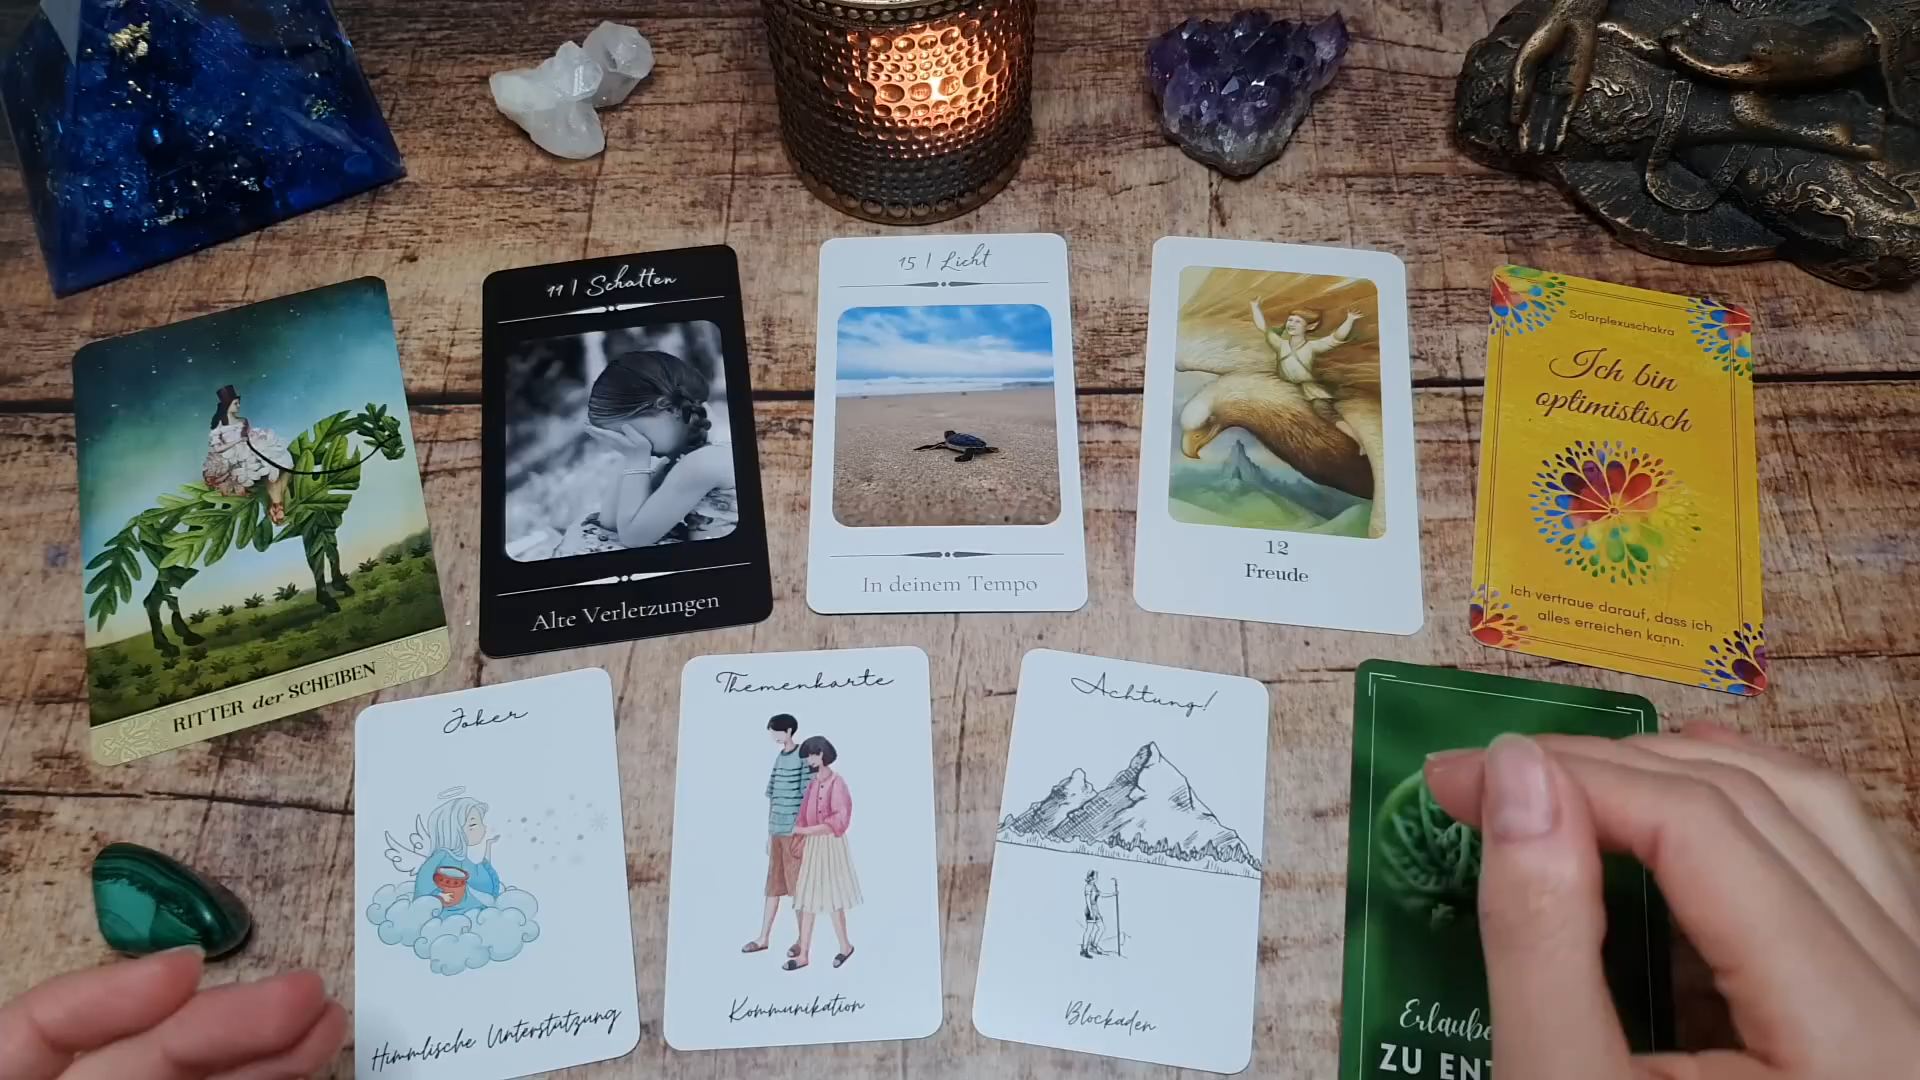 RITTER der SCHEIBEN
11 | Schatten
Alte Verletzungen
15 | Licht
In deinem Tempo
12
Freude
Solarplexuschakra
Ich bin
optimistisch
Ich vertraue darauf, dass ich
alles erreichen kann.
Joker
Himmlische Unterstützung
Themenkarte
Kommunikation
Achtung!
Blockaden
ZU